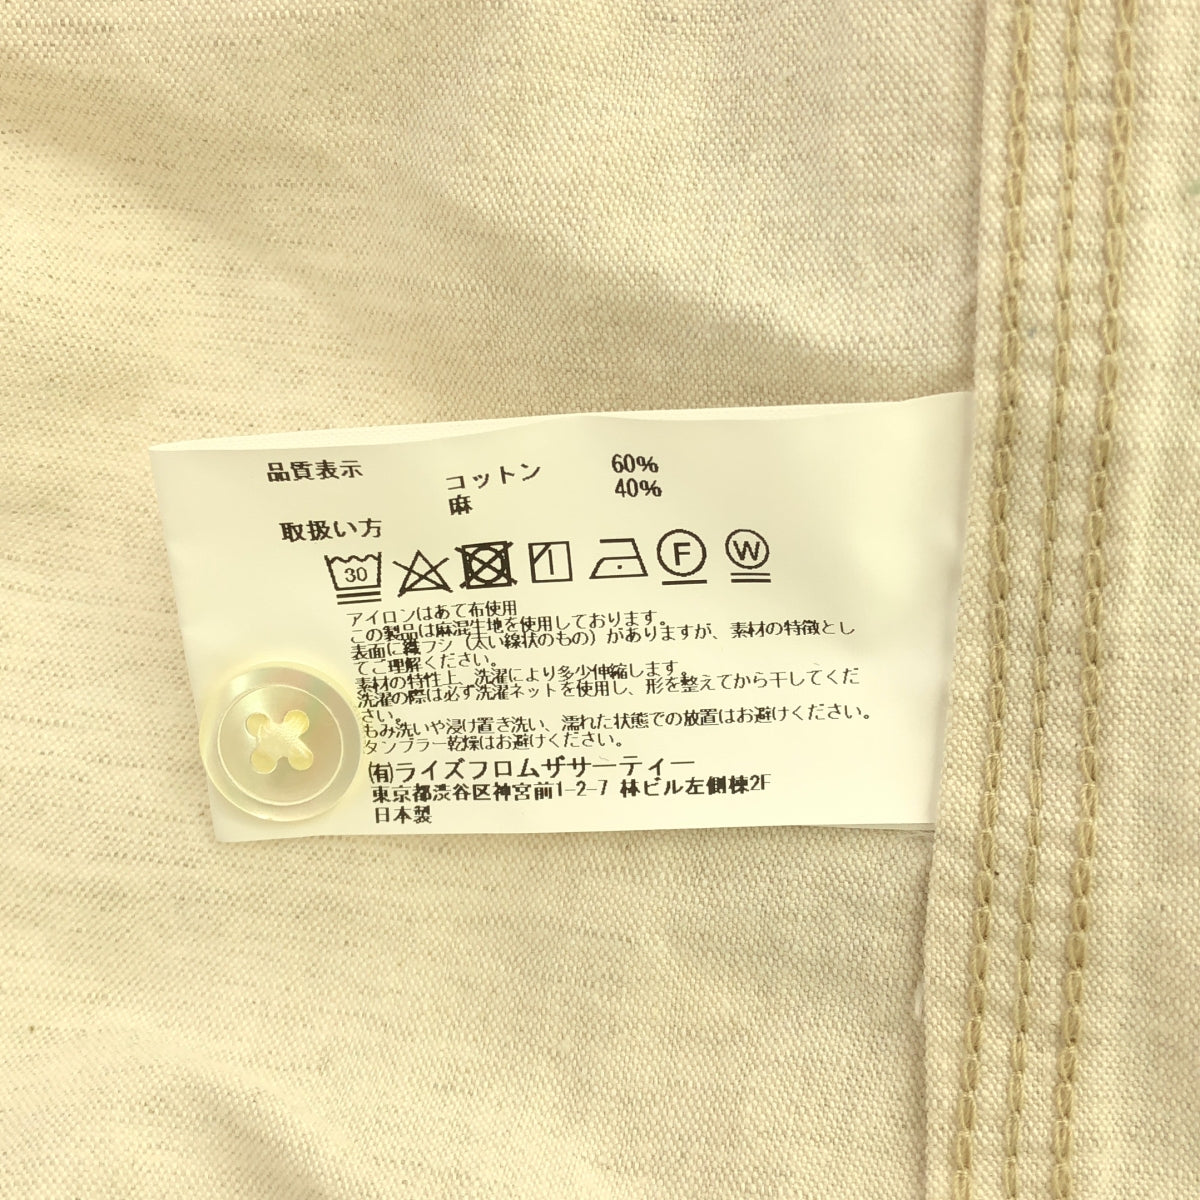 品質表示
コットン 60%
麻 40%
取扱い方
30 F W
アイロンはあて布使用
この製品は麻混生地を使用しております。
表面に織フシ（太い線状のもの）がありますが、素材の特徴とし
てご理解ください。
素材の特性上、洗濯により多少伸縮します。
洗濯の際は必ず洗濯ネットを使用し、形を整えてから干してくだ
さい。
もみ洗いや浸け置き洗い、濡れた状態での放置はお避けください。
タンブラー乾燥はお避けください。
㈲ライズフロムザサーティー
東京都渋谷区神宮前1-2-7 林ビル左側棟2F
日本製